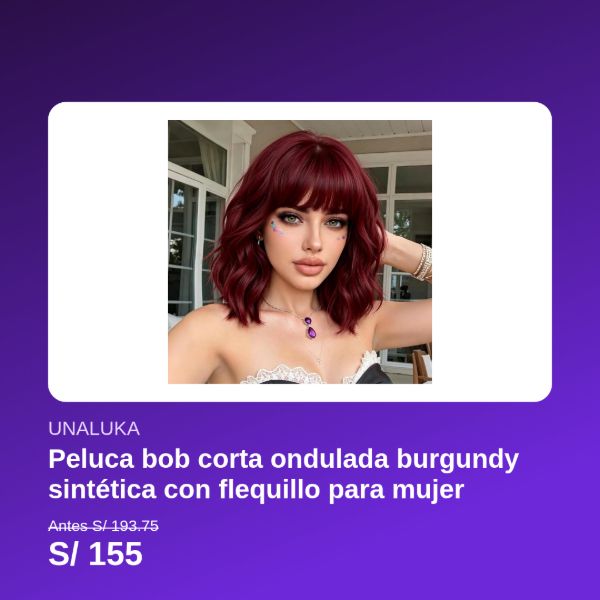 UNALUKA
Peluca bob corta ondulada burgundy
sintética con flequillo para mujer
Antes S/ 193.75
S/ 155